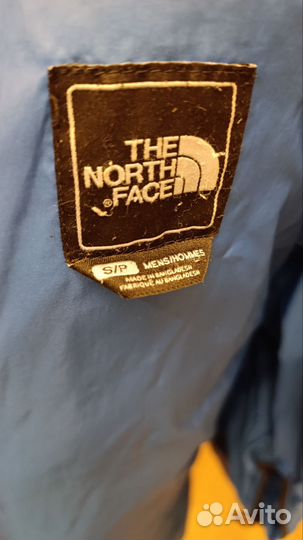 THE
NORTH
FACE
®
S/P MENS/HOMMES
MADE IN BANGLADESH
FABRIQUÉ AU BANGLADESH
Avito